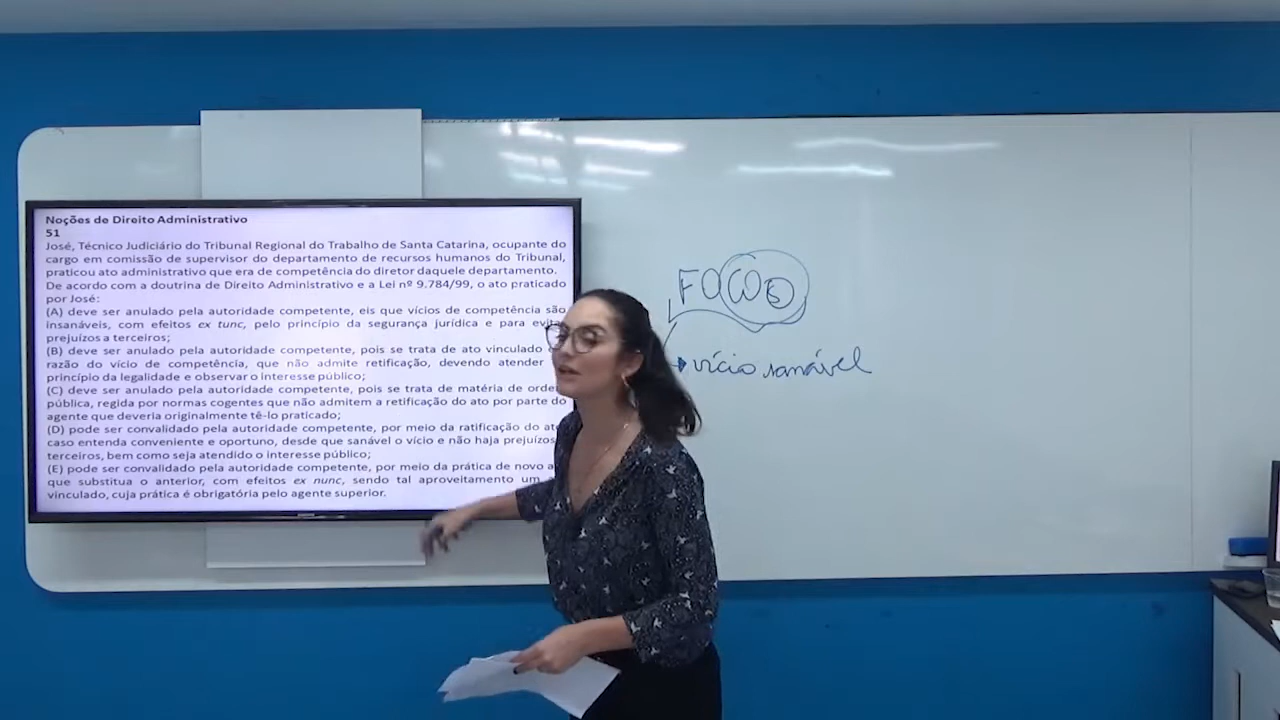 Noções de Direito Administrativo
51
José, Técnico Judiciário do Tribunal Regional do Trabalho de Santa Catarina, ocupante do
cargo em comissão de supervisor do departamento de recursos humanos do Tribunal,
praticou ato administrativo que era de competência do diretor daquele departamento.
De acordo com a doutrina de Direito Administrativo e a Lei nº 9.784/99, o ato praticado
por José:
(A) deve ser anulado pela autoridade competente, eis que vícios de competência são
insanáveis, com efeitos ex tunc, pelo princípio da segurança jurídica e para evita
prejuízos a terceiros;
(B) deve ser anulado pela autoridade competente, pois se trata de ato vinculado
razão do vício de competência, que não admite retificação, devendo atender
princípio da legalidade e observar o interesse público;
(C) deve ser anulado pela autoridade competente, pois se trata de matéria de orde
pública, regida por normas cogentes que não admitem a retificação do ato por parte do
agente que deveria originalmente tê-lo praticado;
(D) pode ser convalidado pela autoridade competente, por meio da ratificação do at
caso entenda conveniente e oportuno, desde que sanável o vício e não haja prejuízos
terceiros, bem como seja atendido o interesse público;
(E) pode ser convalidado pela autoridade competente, por meio da prática de novo a
que substitua o anterior, com efeitos ex nunc, sendo tal aproveitamento um
vinculado, cuja prática é obrigatória pelo agente superior.
vício sanável